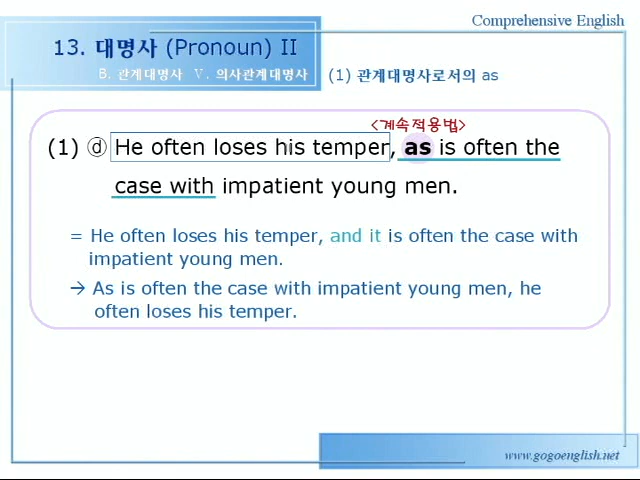 Comprehensive English
13. 대명사 (Pronoun) II
B. 관계대명사 Ⅴ. 의사관계대명사
(1) 관계대명사로서의 as
<계속적용법>
(1) ⓓ He often loses his temper, as is often the
case with impatient young men.
= He often loses his temper, and it is often the case with
impatient young men.
→ As is often the case with impatient young men, he
often loses his temper.
www.gogoenglish.net